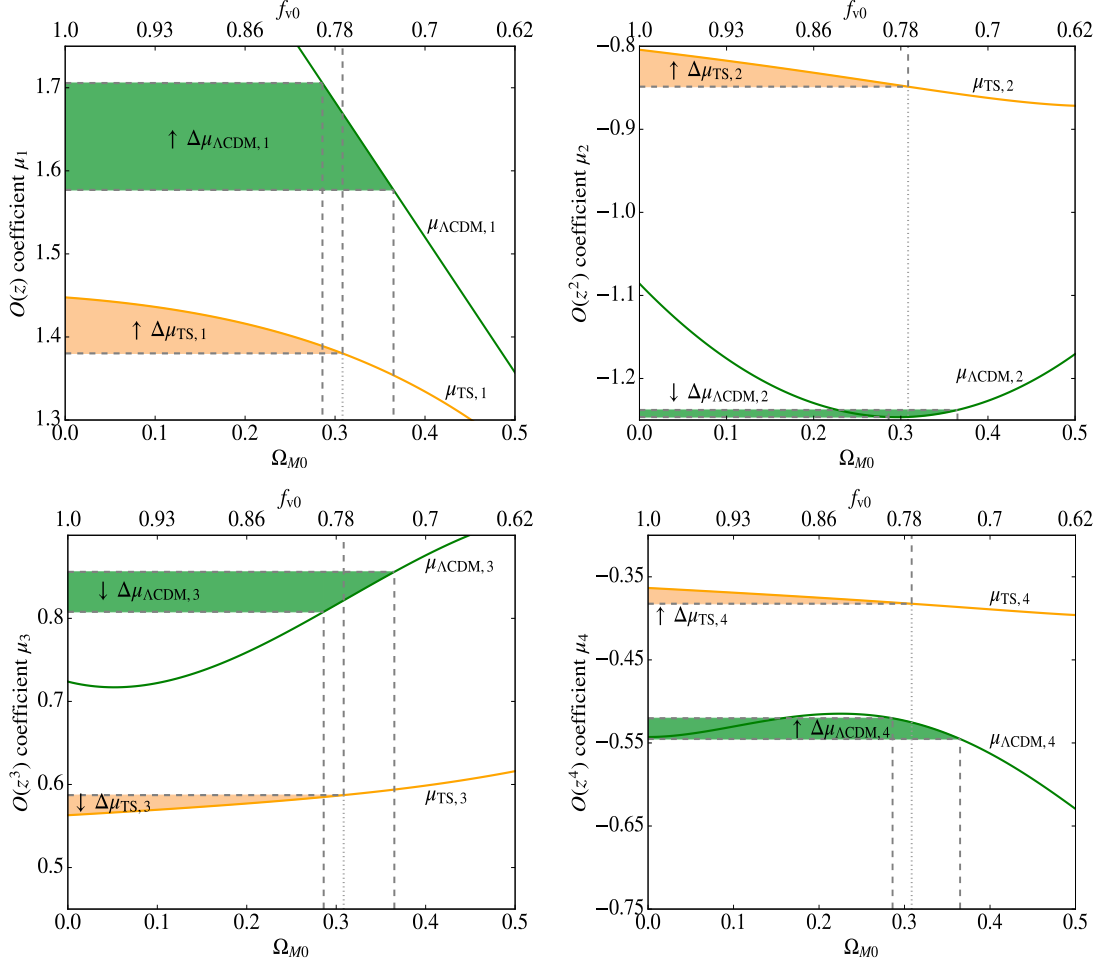 f_v0
1.0 0.93 0.86 0.78 0.7 0.62
1.7
1.6
1.5
1.4
1.3
O(z) coefficient μ_1
↑ Δμ_ΛCDM, 1
μ_ΛCDM, 1
↑ Δμ_TS, 1
μ_TS, 1
0.0 0.1 0.2 0.3 0.4 0.5
Ω_M0
f_v0
1.0 0.93 0.86 0.78 0.7 0.62
−0.8
−0.9
−1.0
−1.1
−1.2
O(z^2) coefficient μ_2
↑ Δμ_TS, 2
μ_TS, 2
↓ Δμ_ΛCDM, 2
μ_ΛCDM, 2
0.0 0.1 0.2 0.3 0.4 0.5
Ω_M0
f_v0
1.0 0.93 0.86 0.78 0.7 0.62
0.8
0.7
0.6
0.5
O(z^3) coefficient μ_3
↓ Δμ_ΛCDM, 3
μ_ΛCDM, 3
↓ Δμ_TS, 3
μ_TS, 3
0.0 0.1 0.2 0.3 0.4 0.5
Ω_M0
f_v0
1.0 0.93 0.86 0.78 0.7 0.62
−0.35
−0.45
−0.55
−0.65
−0.75
O(z^4) coefficient μ_4
↑ Δμ_TS, 4
μ_TS, 4
↑ Δμ_ΛCDM, 4
μ_ΛCDM, 4
0.0 0.1 0.2 0.3 0.4 0.5
Ω_M0